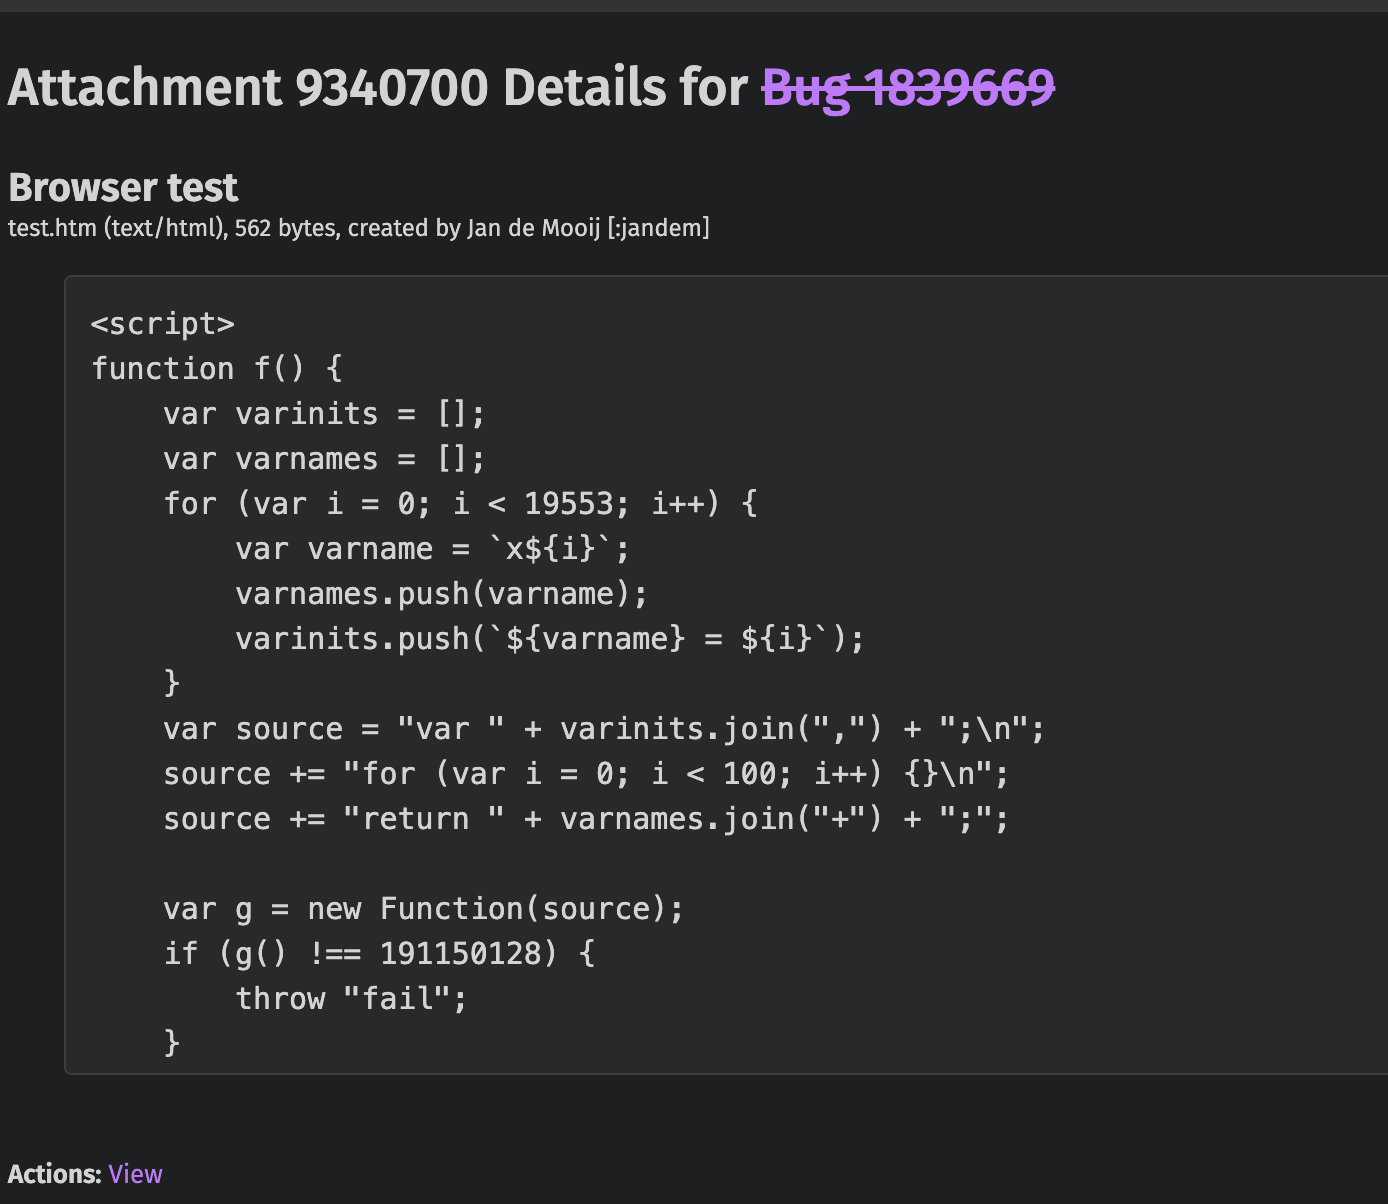 Attachment 9340700 Details for Bug 1839669
Browser test
test.htm (text/html), 562 bytes, created by Jan de Mooij [:jandem]
<script>
function f() {
    var varinits = [];
    var varnames = [];
    for (var i = 0; i < 19553; i++) {
        var varname = `x${i}`;
        varnames.push(varname);
        varinits.push(`${varname} = ${i}`);
    }
    var source = "var " + varinits.join(",") + ";\n";
    source += "for (var i = 0; i < 100; i++) {}\n";
    source += "return " + varnames.join("+") + ";";

    var g = new Function(source);
    if (g() !== 191150128) {
        throw "fail";
    }
Actions: View